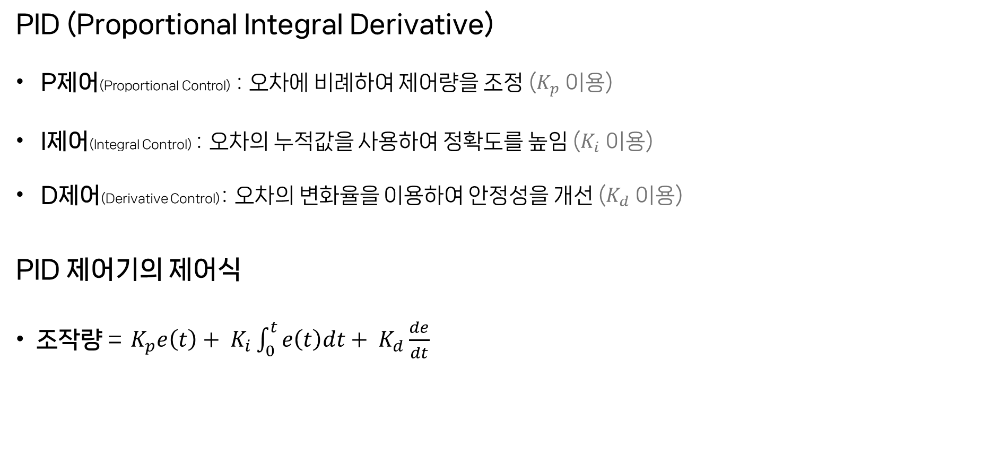 PID (Proportional Integral Derivative)
• P제어(Proportional Control) : 오차에 비례하여 제어량을 조정 (K_p 이용)
• I제어(Integral Control) : 오차의 누적값을 사용하여 정확도를 높임 (K_i 이용)
• D제어(Derivative Control) : 오차의 변화율을 이용하여 안정성을 개선 (K_d 이용)
PID 제어기의 제어식
• 조작량 = K_p e(t) + K_i ∫_0^t e(t)dt + K_d de/dt